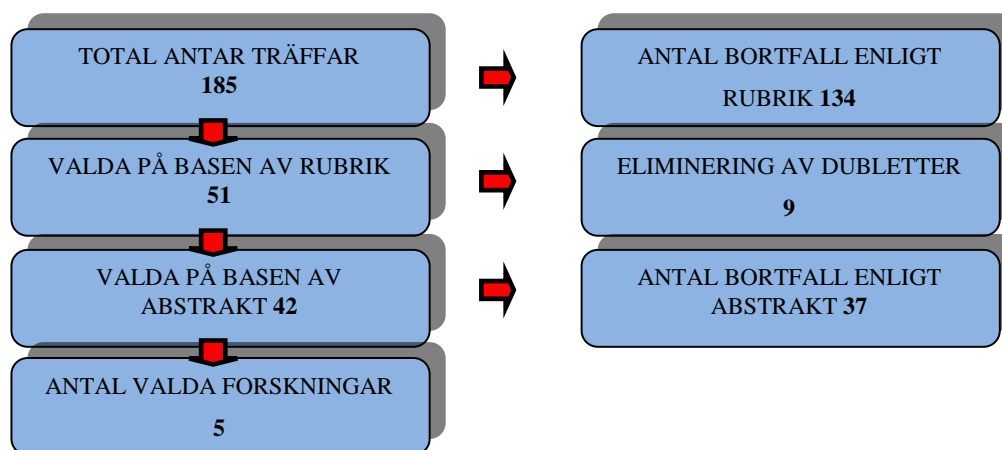 TOTAL ANTAR TRÄFFAR
185
ANTAL BORTFALL ENLIGT
RUBRIK 134
VALDA PÅ BASEN AV RUBRIK
51
ELIMINERING AV DUBLETTER
9
VALDA PÅ BASEN AV
ABSTRAKT 42
ANTAL BORTFALL ENLIGT
ABSTRAKT 37
ANTAL VALDA FORSKNINGAR
5